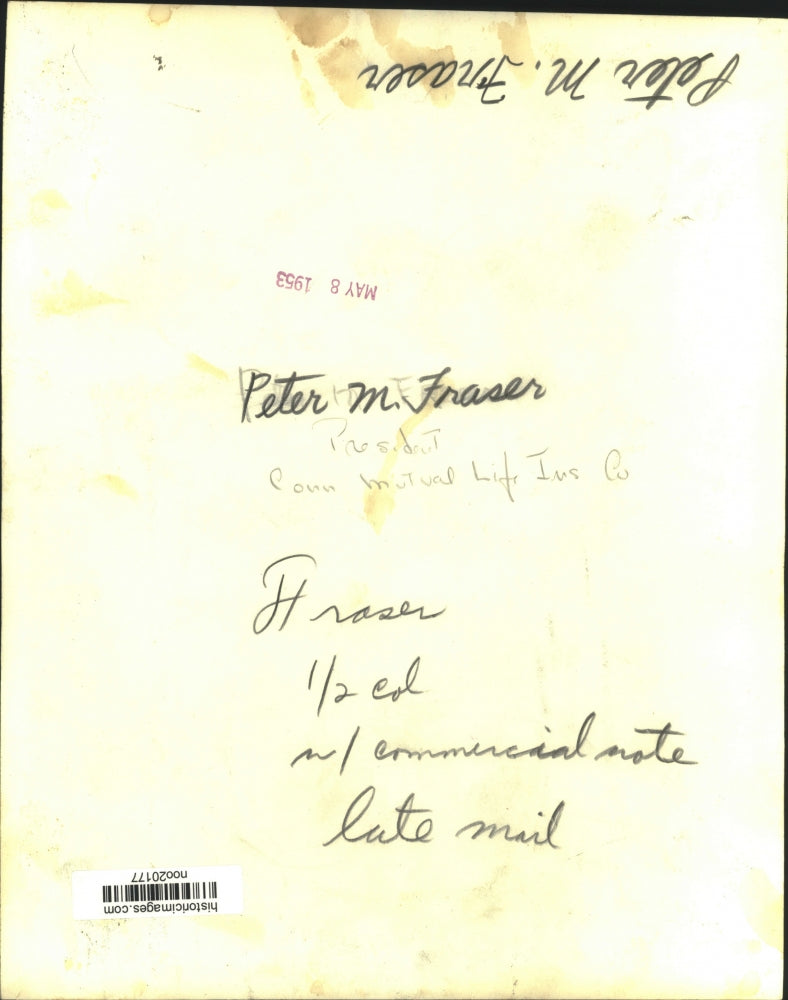 Peter M. Fraser
MAY 8 1953
Peter M. Fraser
President
Conn Mutual Life Ins Co
Fraser
1/2 col
w/ commercial note
late mail
noo20177
historicimages.com